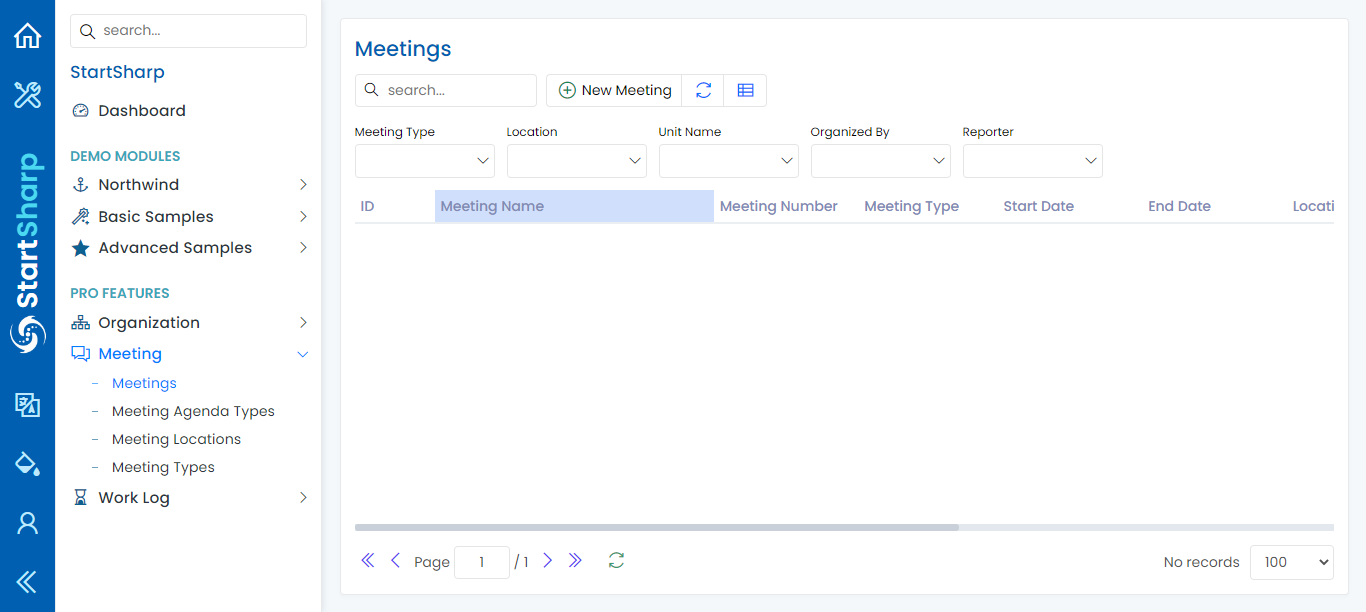 StartSharp
search...
StartSharp
Dashboard
DEMO MODULES
Northwind
Basic Samples
Advanced Samples
PRO FEATURES
Organization
Meeting
- Meetings
- Meeting Agenda Types
- Meeting Locations
- Meeting Types
Work Log
Meetings
search... New Meeting
Meeting Type Location Unit Name Organized By Reporter
ID Meeting Name Meeting Number Meeting Type Start Date End Date Locati
Page 1 / 1 No records 100